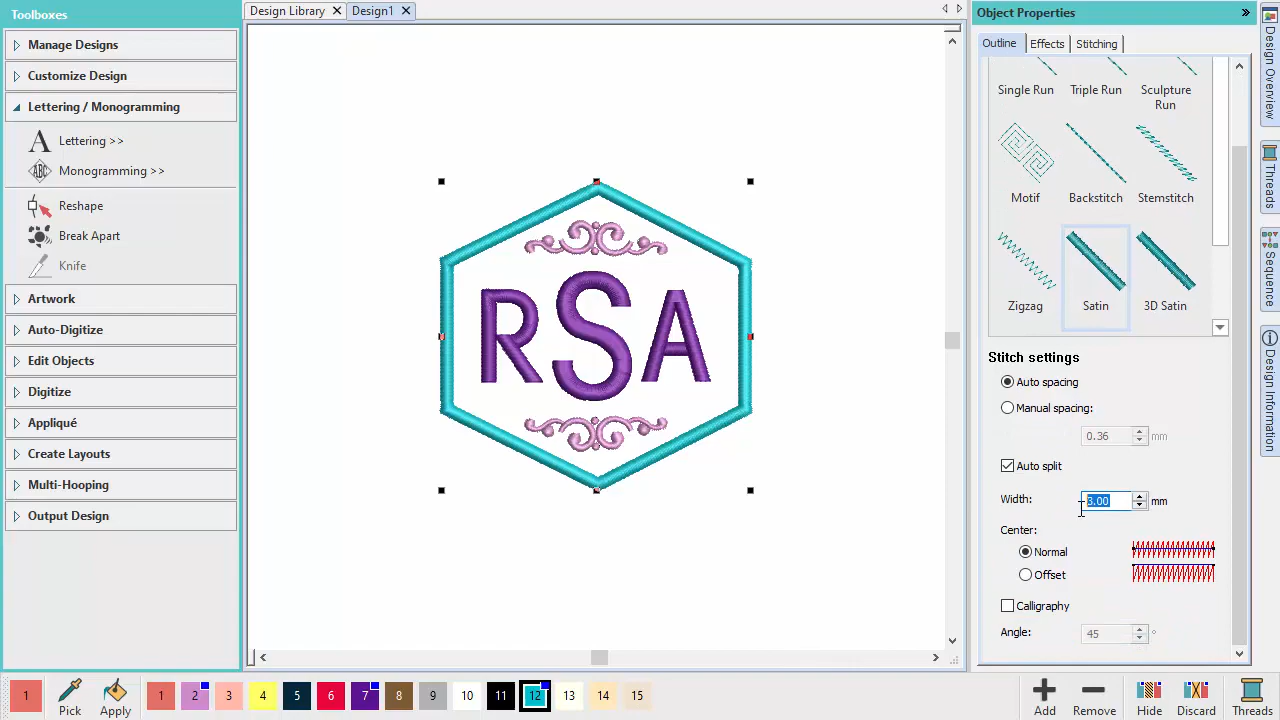 Toolboxes
Manage Designs
Customize Design
Lettering / Monogramming
Lettering >>
Monogramming >>
Reshape
Break Apart
Knife
Artwork
Auto-Digitize
Edit Objects
Digitize
Appliqué
Create Layouts
Multi-Hooping
Output Design
Design Library
Design1
RSA
Object Properties
Outline Effects Stitching
Single Run Triple Run Sculpture Run
Motif Backstitch Stemstitch
Zigzag Satin 3D Satin
Stitch settings
Auto spacing
Manual spacing:
0.36 mm
Auto split
Width: 3.00 mm
Center:
Normal
Offset
Calligraphy
Angle: 45 °
Design Overview
Threads
Sequence
Design Information
1 Pick Apply 1 2 3 4 5 6 7 8 9 10 11 12 13 14 15 Add Remove Hide Discard Threads